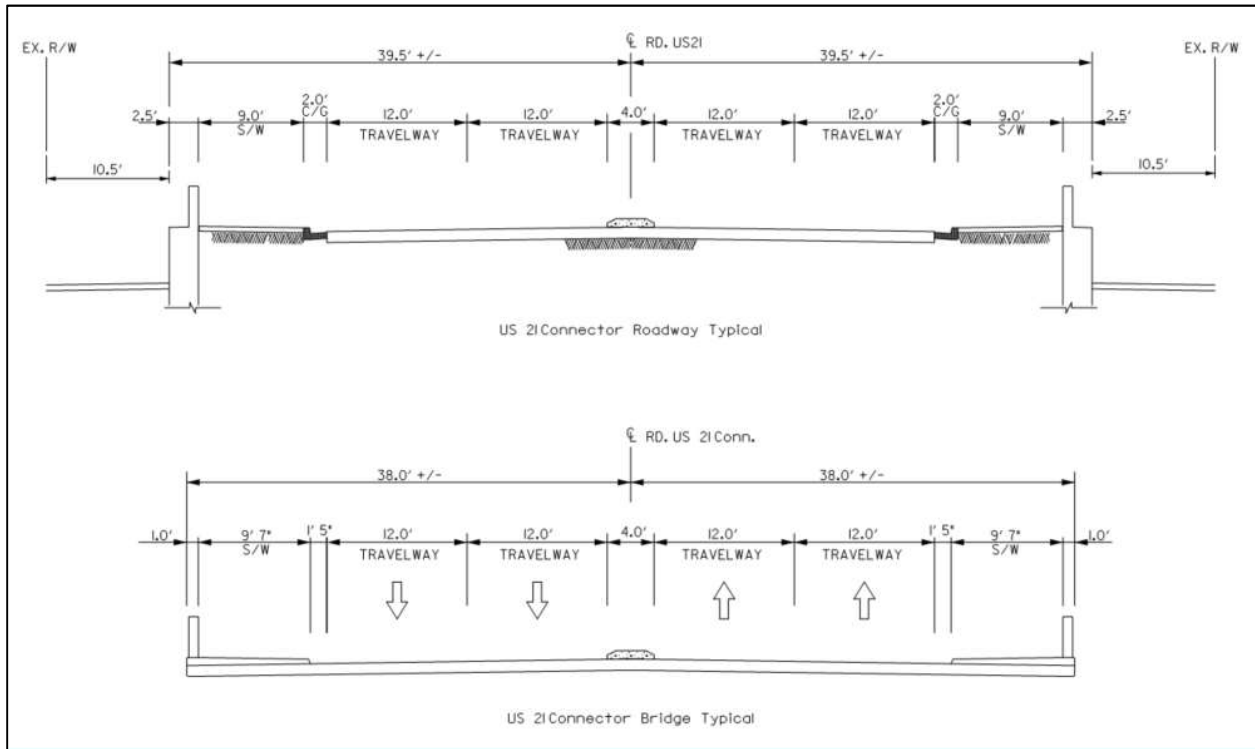 ℄ RD. US21
EX. R/W
EX. R/W
39.5' +/-
39.5' +/-
2.5'
9.0'
S/W
2.0'
C/G
12.0'
TRAVELWAY
12.0'
TRAVELWAY
4.0'
12.0'
TRAVELWAY
12.0'
TRAVELWAY
2.0'
C/G
9.0'
S/W
2.5'
10.5'
10.5'
US 21 Connector Roadway Typical
℄ RD. US 21 Conn.
38.0' +/-
38.0' +/-
1.0'
9' 7"
S/W
1' 5"
12.0'
TRAVELWAY
12.0'
TRAVELWAY
4.0'
12.0'
TRAVELWAY
12.0'
TRAVELWAY
1' 5"
9' 7"
S/W
1.0'
US 21 Connector Bridge Typical